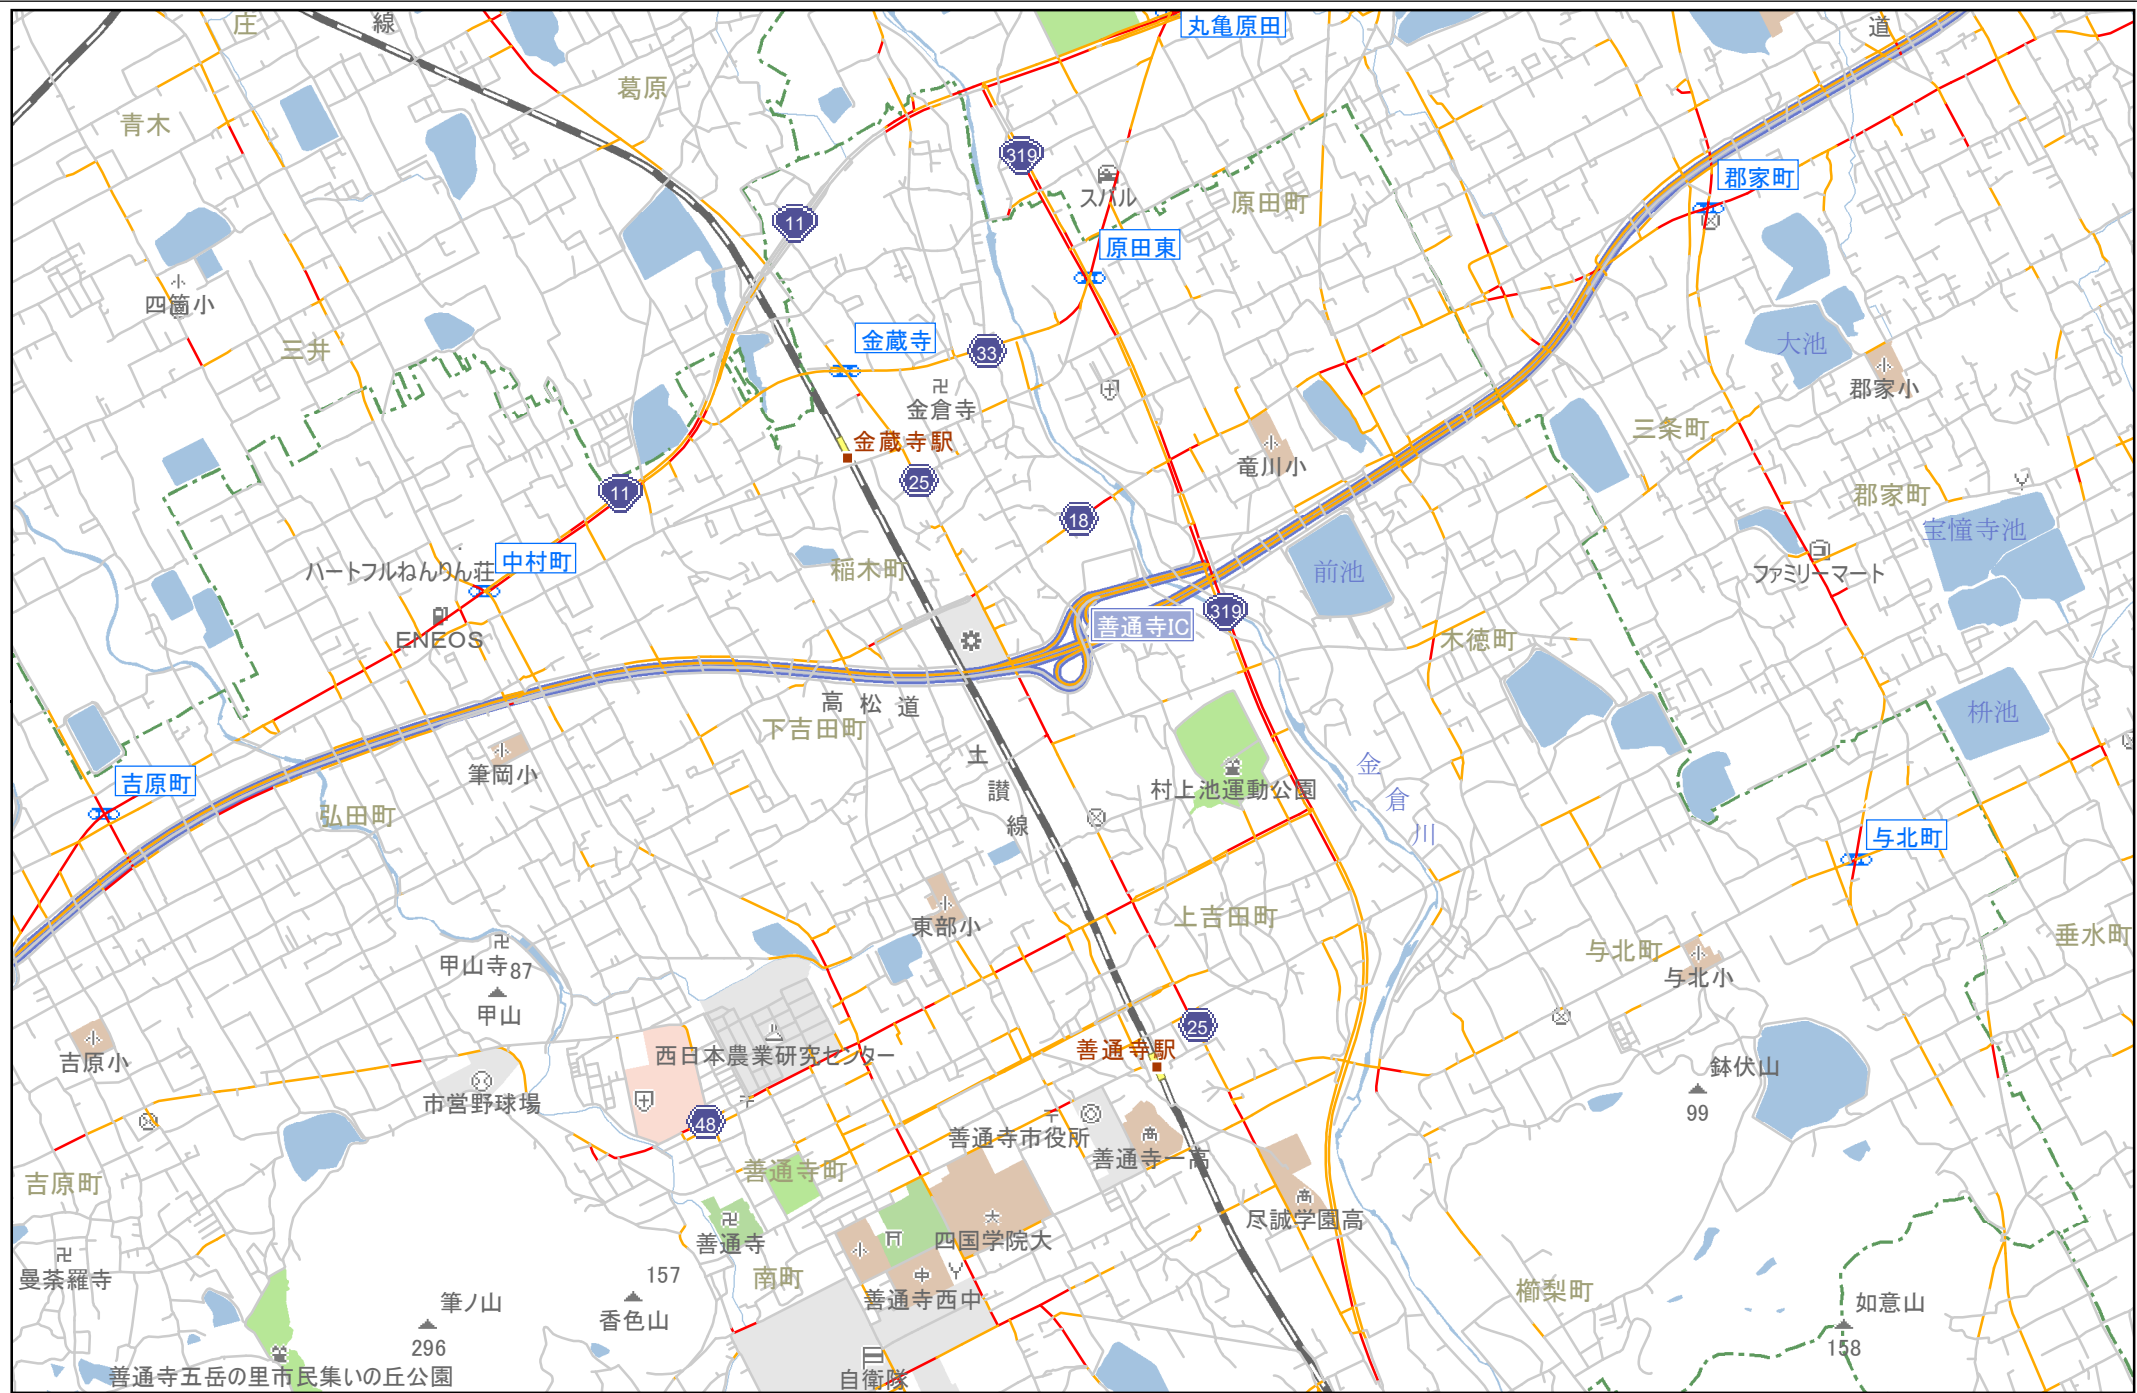 庄
線
丸亀原田
道
葛原
青木
319
スバル
郡家町
原田町
11
原田東
四箇小
三井
金蔵寺
33
大池
郡家小
金倉寺
金蔵寺駅
三条町
竜川小
25
11
18
郡家町
宝憧寺池
中村町
ハートフルねんりん荘
稲木町
前池
ファミリーマート
319
善通寺IC
ENEOS
木徳町
高松道
下吉田町
枡池
土讃線
筆岡小
吉原町
村上池運動公園
金倉川
弘田町
与北町
上吉田町
東部小
垂水町
与北町
与北小
甲山寺
87
甲山
25
吉原小
西日本農業研究センター
善通寺駅
鉢伏山
99
市営野球場
48
善通寺市役所
善通寺一高
善通寺町
吉原町
尽誠学園高
善通寺
四国学院大
曼荼羅寺
157
南町
櫛梨町
筆ノ山
善通寺西中
如意山
香色山
296
158
善通寺五岳の里市民集いの丘公園
自衛隊